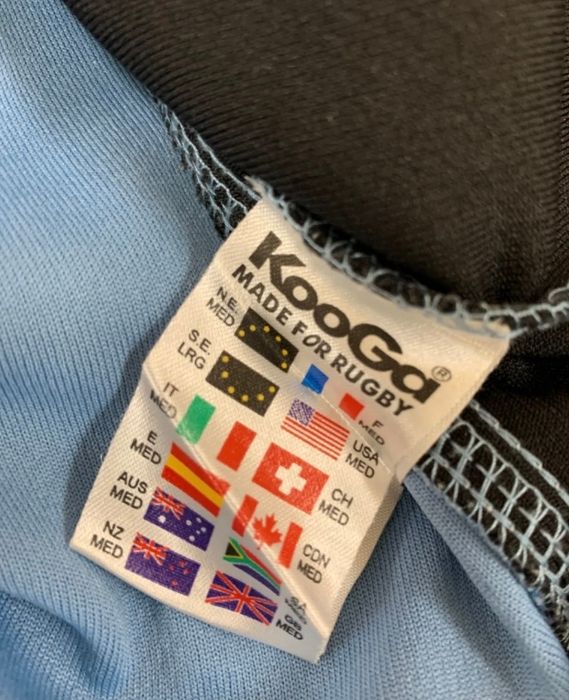 KooGa®
MADE FOR RUGBY
N.E.
MED
F
MED
S.E.
LRG
USA
MED
IT
MED
CH
MED
E
MED
CDN
MED
AUS
MED
SA
NZ
MED
GB
MED